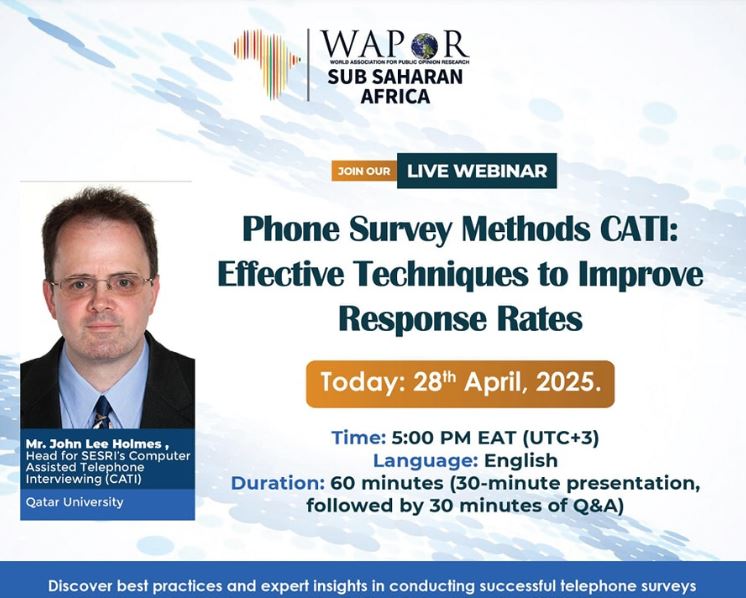 WAPOR
WORLD ASSOCIATION FOR PUBLIC OPINION RESEARCH
SUB SAHARAN
AFRICA
JOIN OUR LIVE WEBINAR
Phone Survey Methods CATI:
Effective Techniques to Improve
Response Rates
Today: 28th April, 2025.
Time: 5:00 PM EAT (UTC+3)
Language: English
Duration: 60 minutes (30-minute presentation,
followed by 30 minutes of Q&A)
Mr. John Lee Holmes ,
Head for SESRI's Computer
Assisted Telephone
Interviewing (CATI)
Qatar University
Discover best practices and expert insights in conducting successful telephone surveys